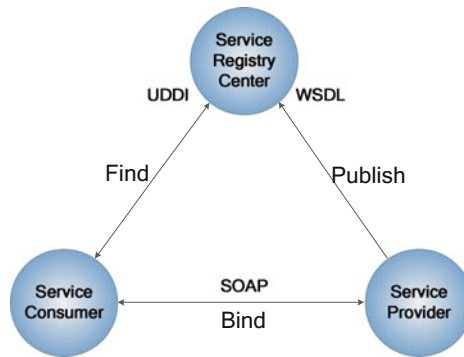 Service
Registry
Center
UDDI
WSDL
Find
Publish
Service
Consumer
SOAP
Bind
Service
Provider